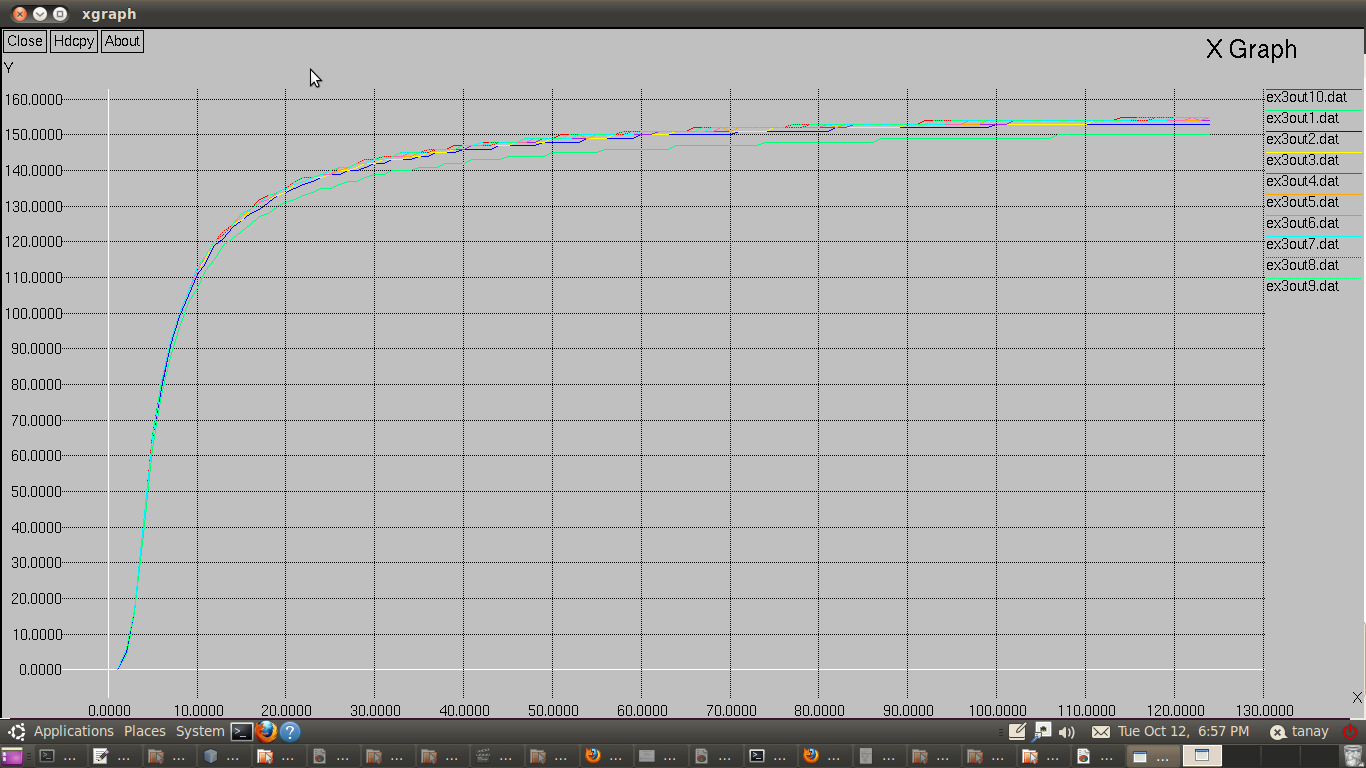 xgraph
Close Hdcpy About
X Graph
Y
160.0000
150.0000
140.0000
130.0000
120.0000
110.0000
100.0000
90.0000
80.0000
70.0000
60.0000
50.0000
40.0000
30.0000
20.0000
10.0000
0.0000
ex3out10.dat
ex3out1.dat
ex3out2.dat
ex3out3.dat
ex3out4.dat
ex3out5.dat
ex3out6.dat
ex3out7.dat
ex3out8.dat
ex3out9.dat
X
0.0000 10.0000 20.0000 30.0000 40.0000 50.0000 60.0000 70.0000 80.0000 90.0000 100.0000 110.0000 120.0000 130.0000
Applications Places System Tue Oct 12, 6:57 PM tanay
... ... ... ... ... ... ... ... ... ... ... ... ... ... ... ... ... ... ... ... ...